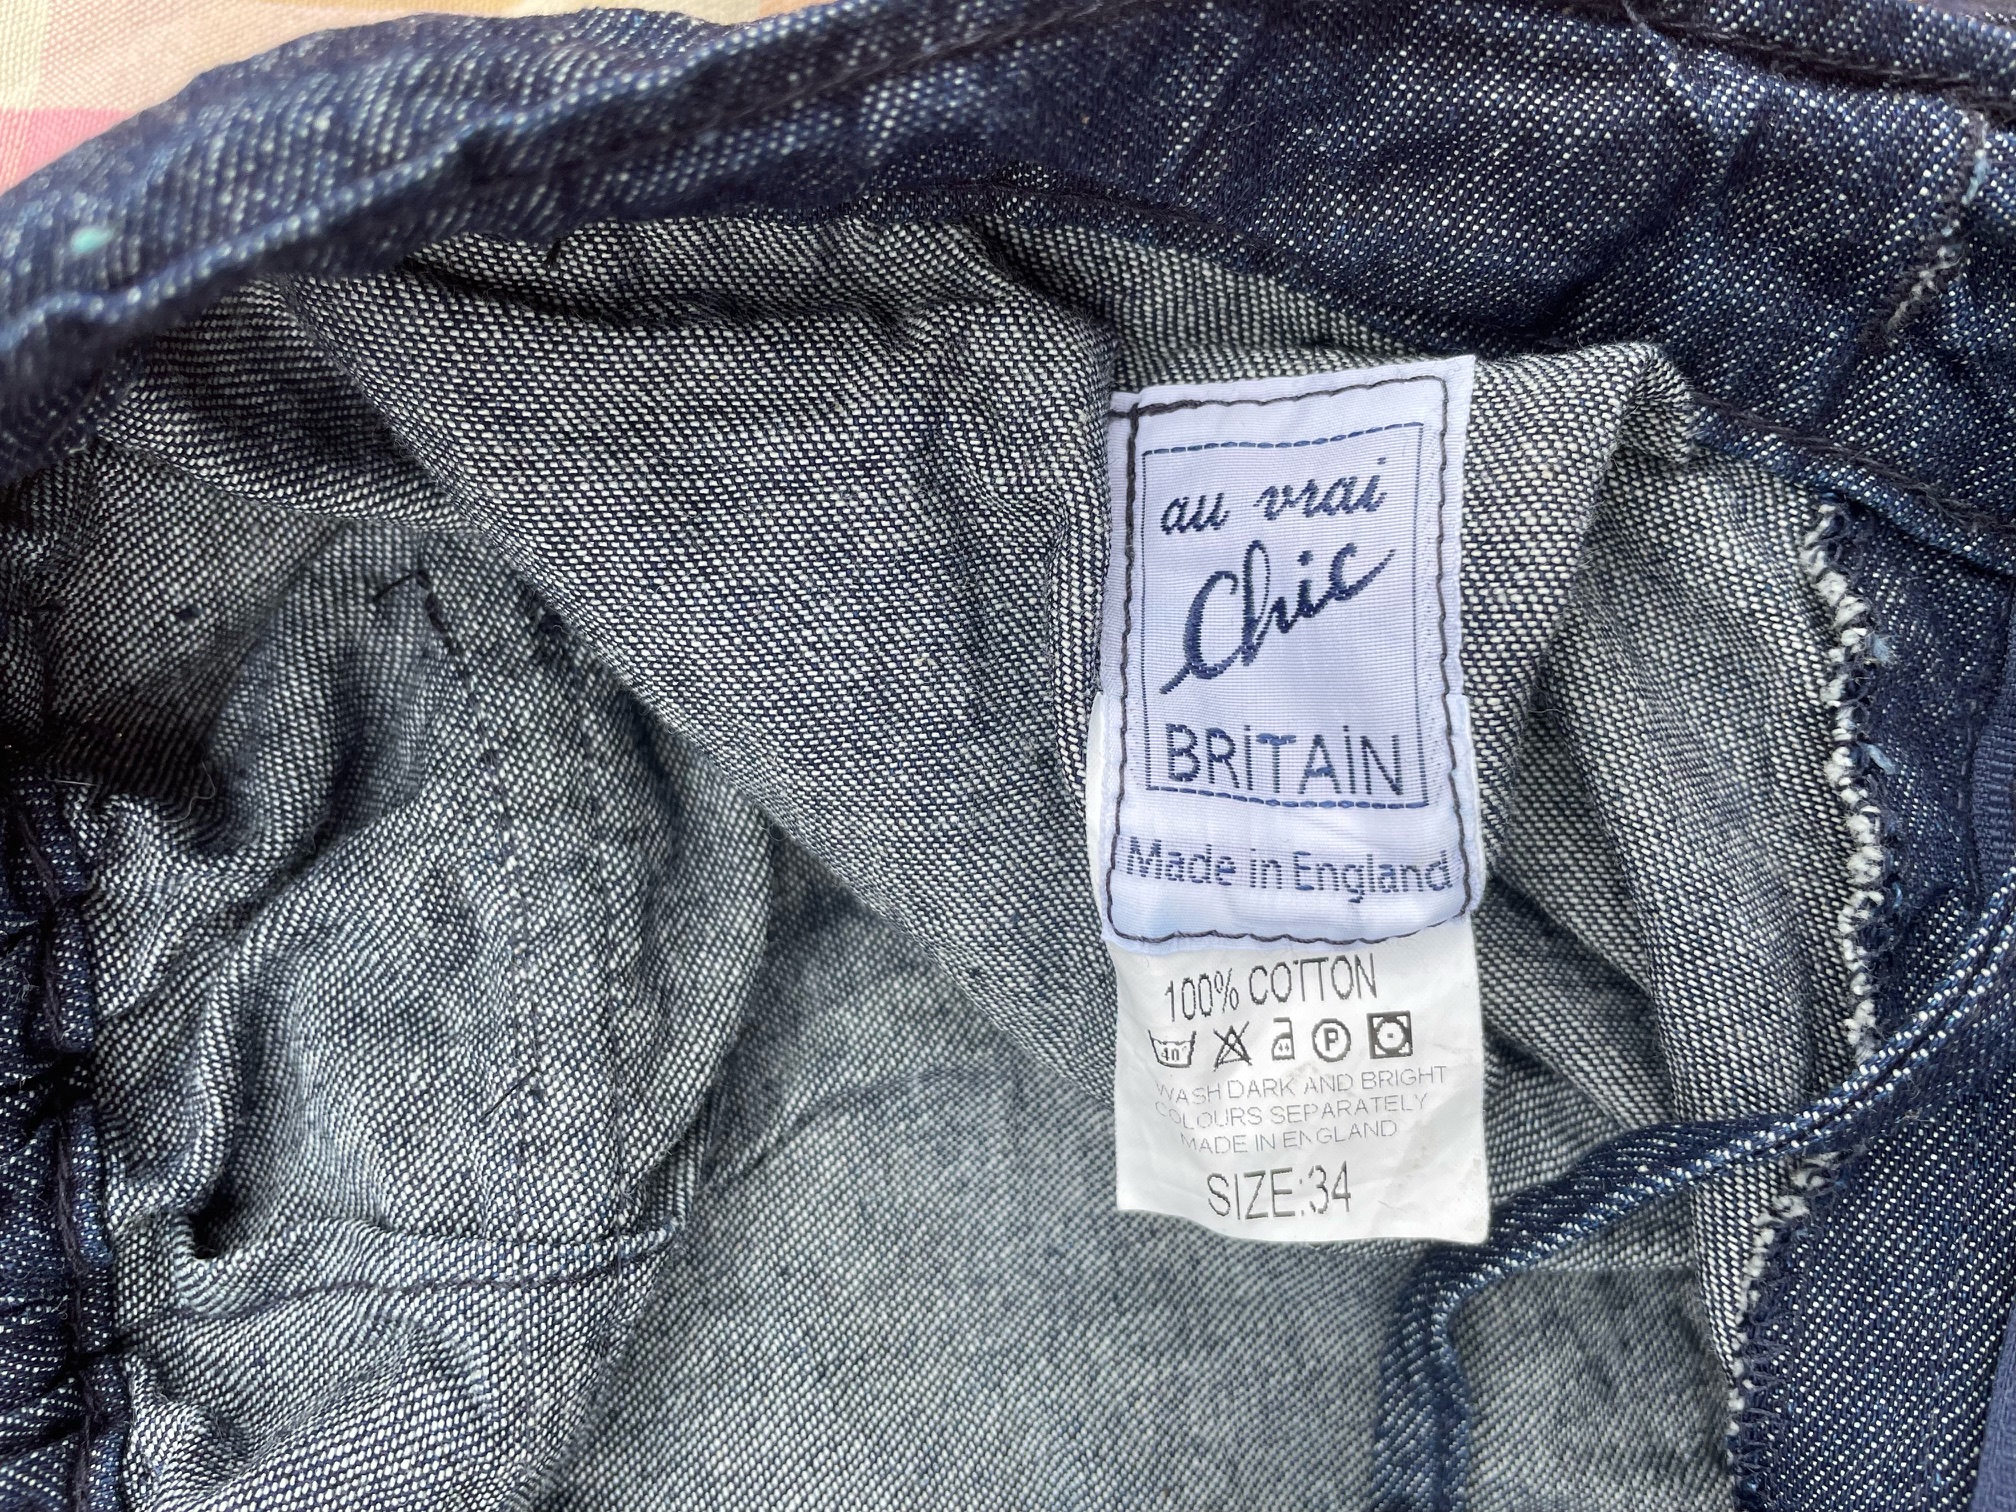 au vrai
Chic
BRITAIN
Made in England
100% COTTON
40° P
WASH DARK AND BRIGHT
COLOURS SEPARATELY
MADE IN ENGLAND
SIZE:34